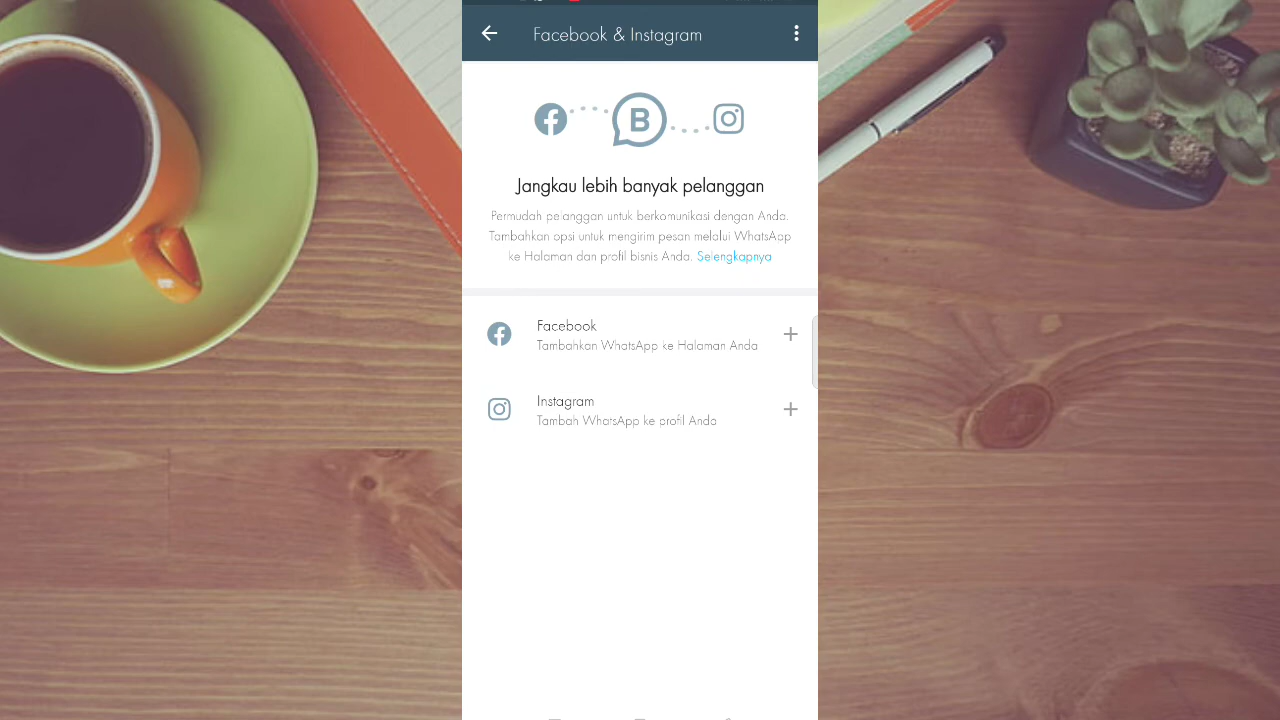 Facebook & Instagram
B
Jangkau lebih banyak pelanggan
Permudah pelanggan untuk berkomunikasi dengan Anda.
Tambahkan opsi untuk mengirim pesan melalui WhatsApp
ke Halaman dan profil bisnis Anda. Selengkapnya
Facebook
Tambahkan WhatsApp ke Halaman Anda
Instagram
Tambah WhatsApp ke profil Anda